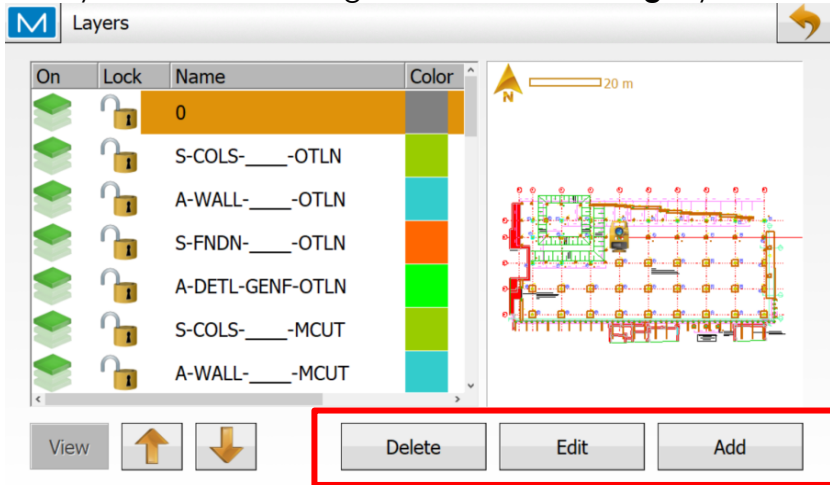 Layers
On Lock Name Color
N 20 m
0
S-COLS-____-OTLN
A-WALL-____-OTLN
S-FNDN-____-OTLN
A-DETL-GENF-OTLN
S-COLS-____-MCUT
A-WALL-____-MCUT
View Delete Edit Add